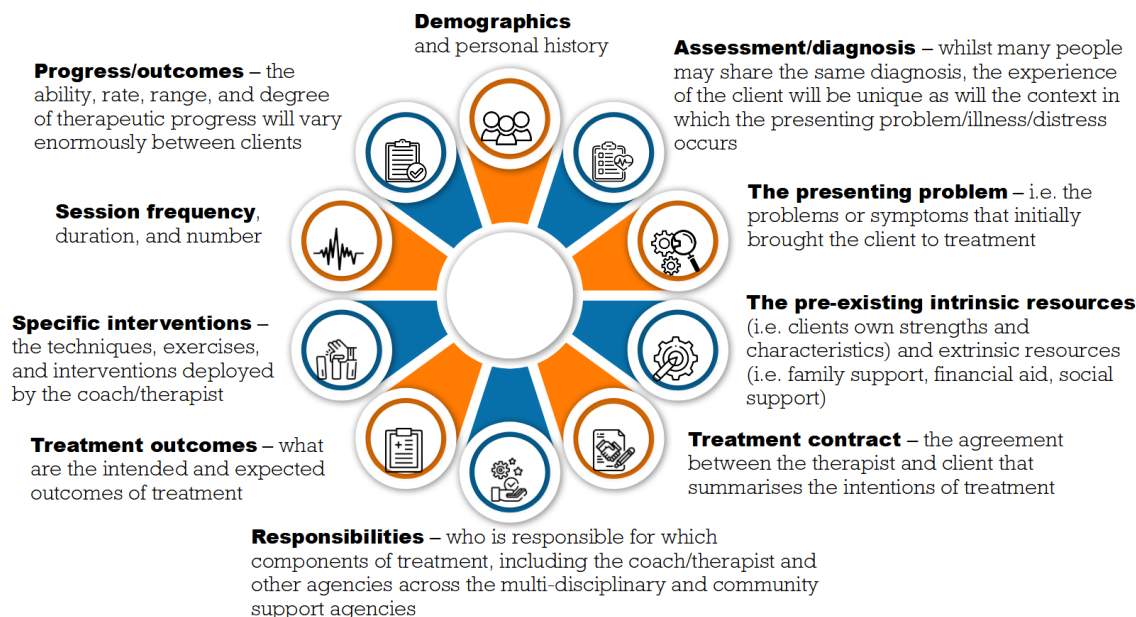 Demographics
and personal history
Assessment/diagnosis – whilst many people
may share the same diagnosis, the experience
of the client will be unique as will the context in
which the presenting problem/illness/distress
occurs
The presenting problem – i.e. the
problems or symptoms that initially
brought the client to treatment
The pre-existing intrinsic resources
(i.e. clients own strengths and
characteristics) and extrinsic resources
(i.e. family support, financial aid, social
support)
Treatment contract – the agreement
between the therapist and client that
summarises the intentions of treatment
Responsibilities – who is responsible for which
components of treatment, including the coach/therapist and
other agencies across the multi-disciplinary and community
support agencies
Treatment outcomes – what
are the intended and expected
outcomes of treatment
Specific interventions –
the techniques, exercises,
and interventions deployed
by the coach/therapist
Session frequency,
duration, and number
Progress/outcomes – the
ability, rate, range, and degree
of therapeutic progress will vary
enormously between clients